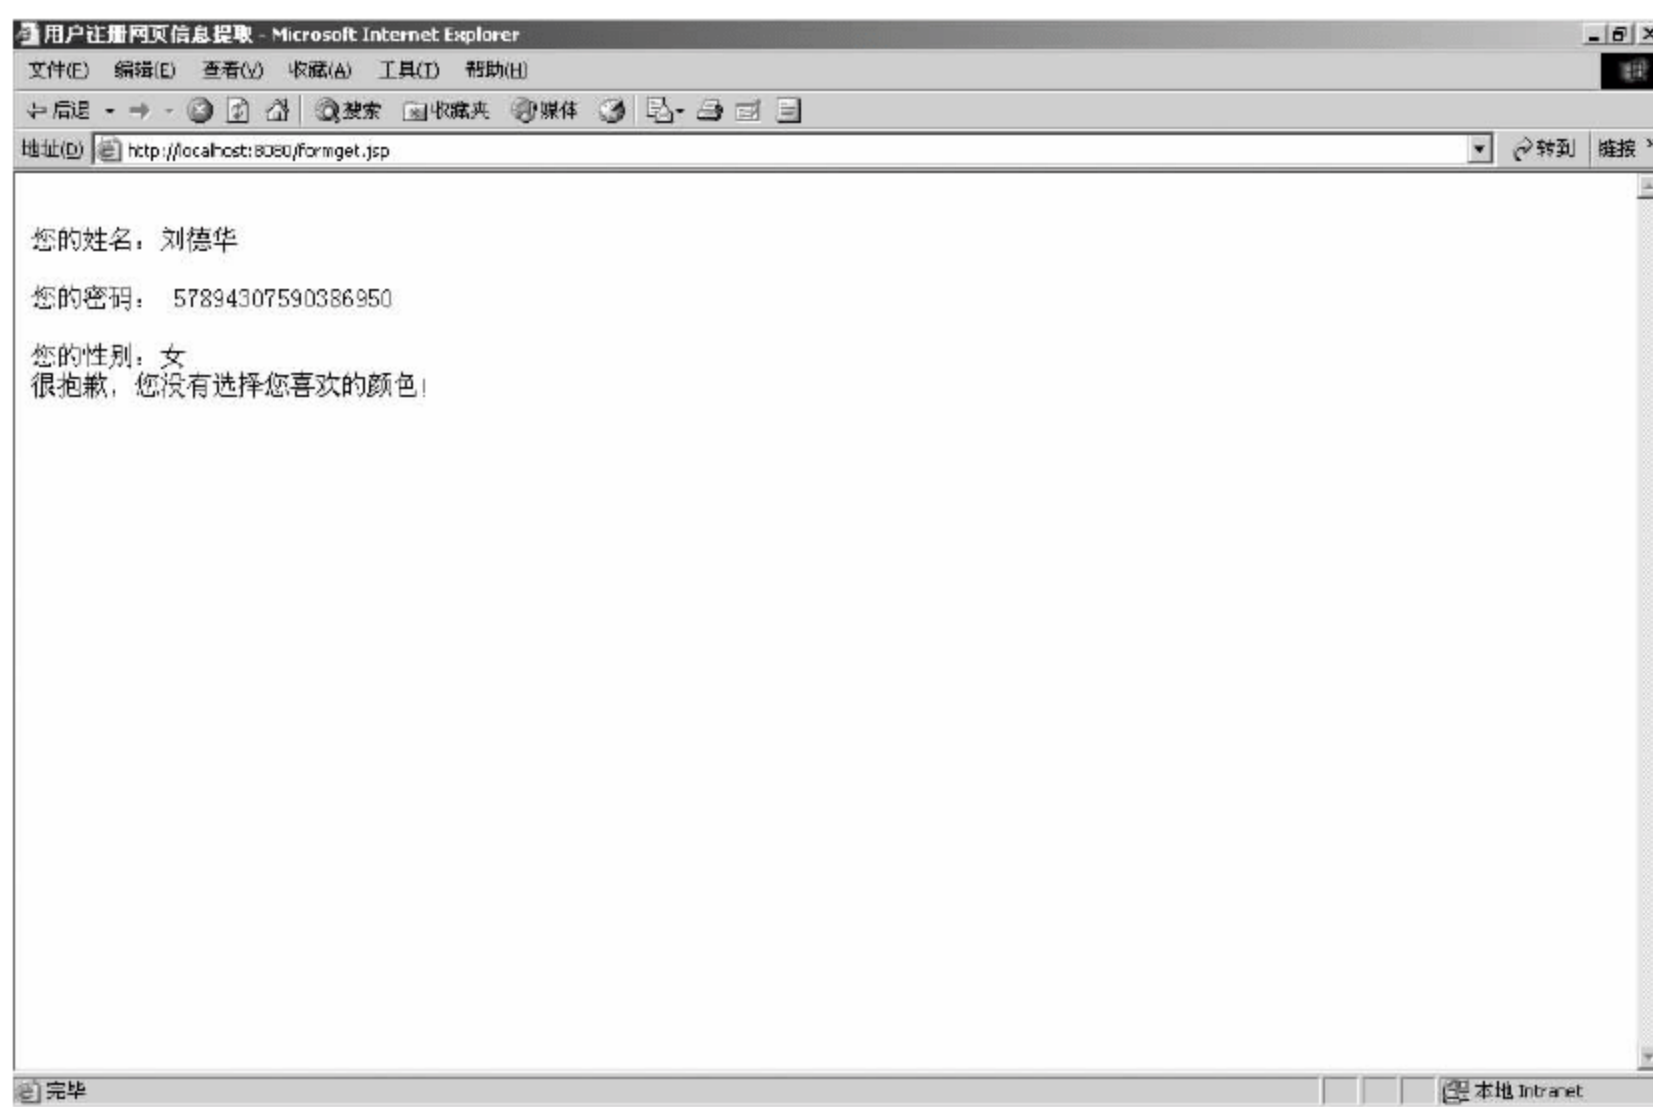 用户注册网页信息提取 - Microsoft Internet Explorer
文件(F) 编辑(E) 查看(V) 收藏(A) 工具(T) 帮助(H)
后退 搜索 收藏夹 媒体
地址(D) http://localhost:8080/formget.jsp 转到 链接 »
您的姓名：刘德华
您的密码： 57894307590386950
您的性别：女
很抱歉，您没有选择您喜欢的颜色！
完毕 本地 Intranet